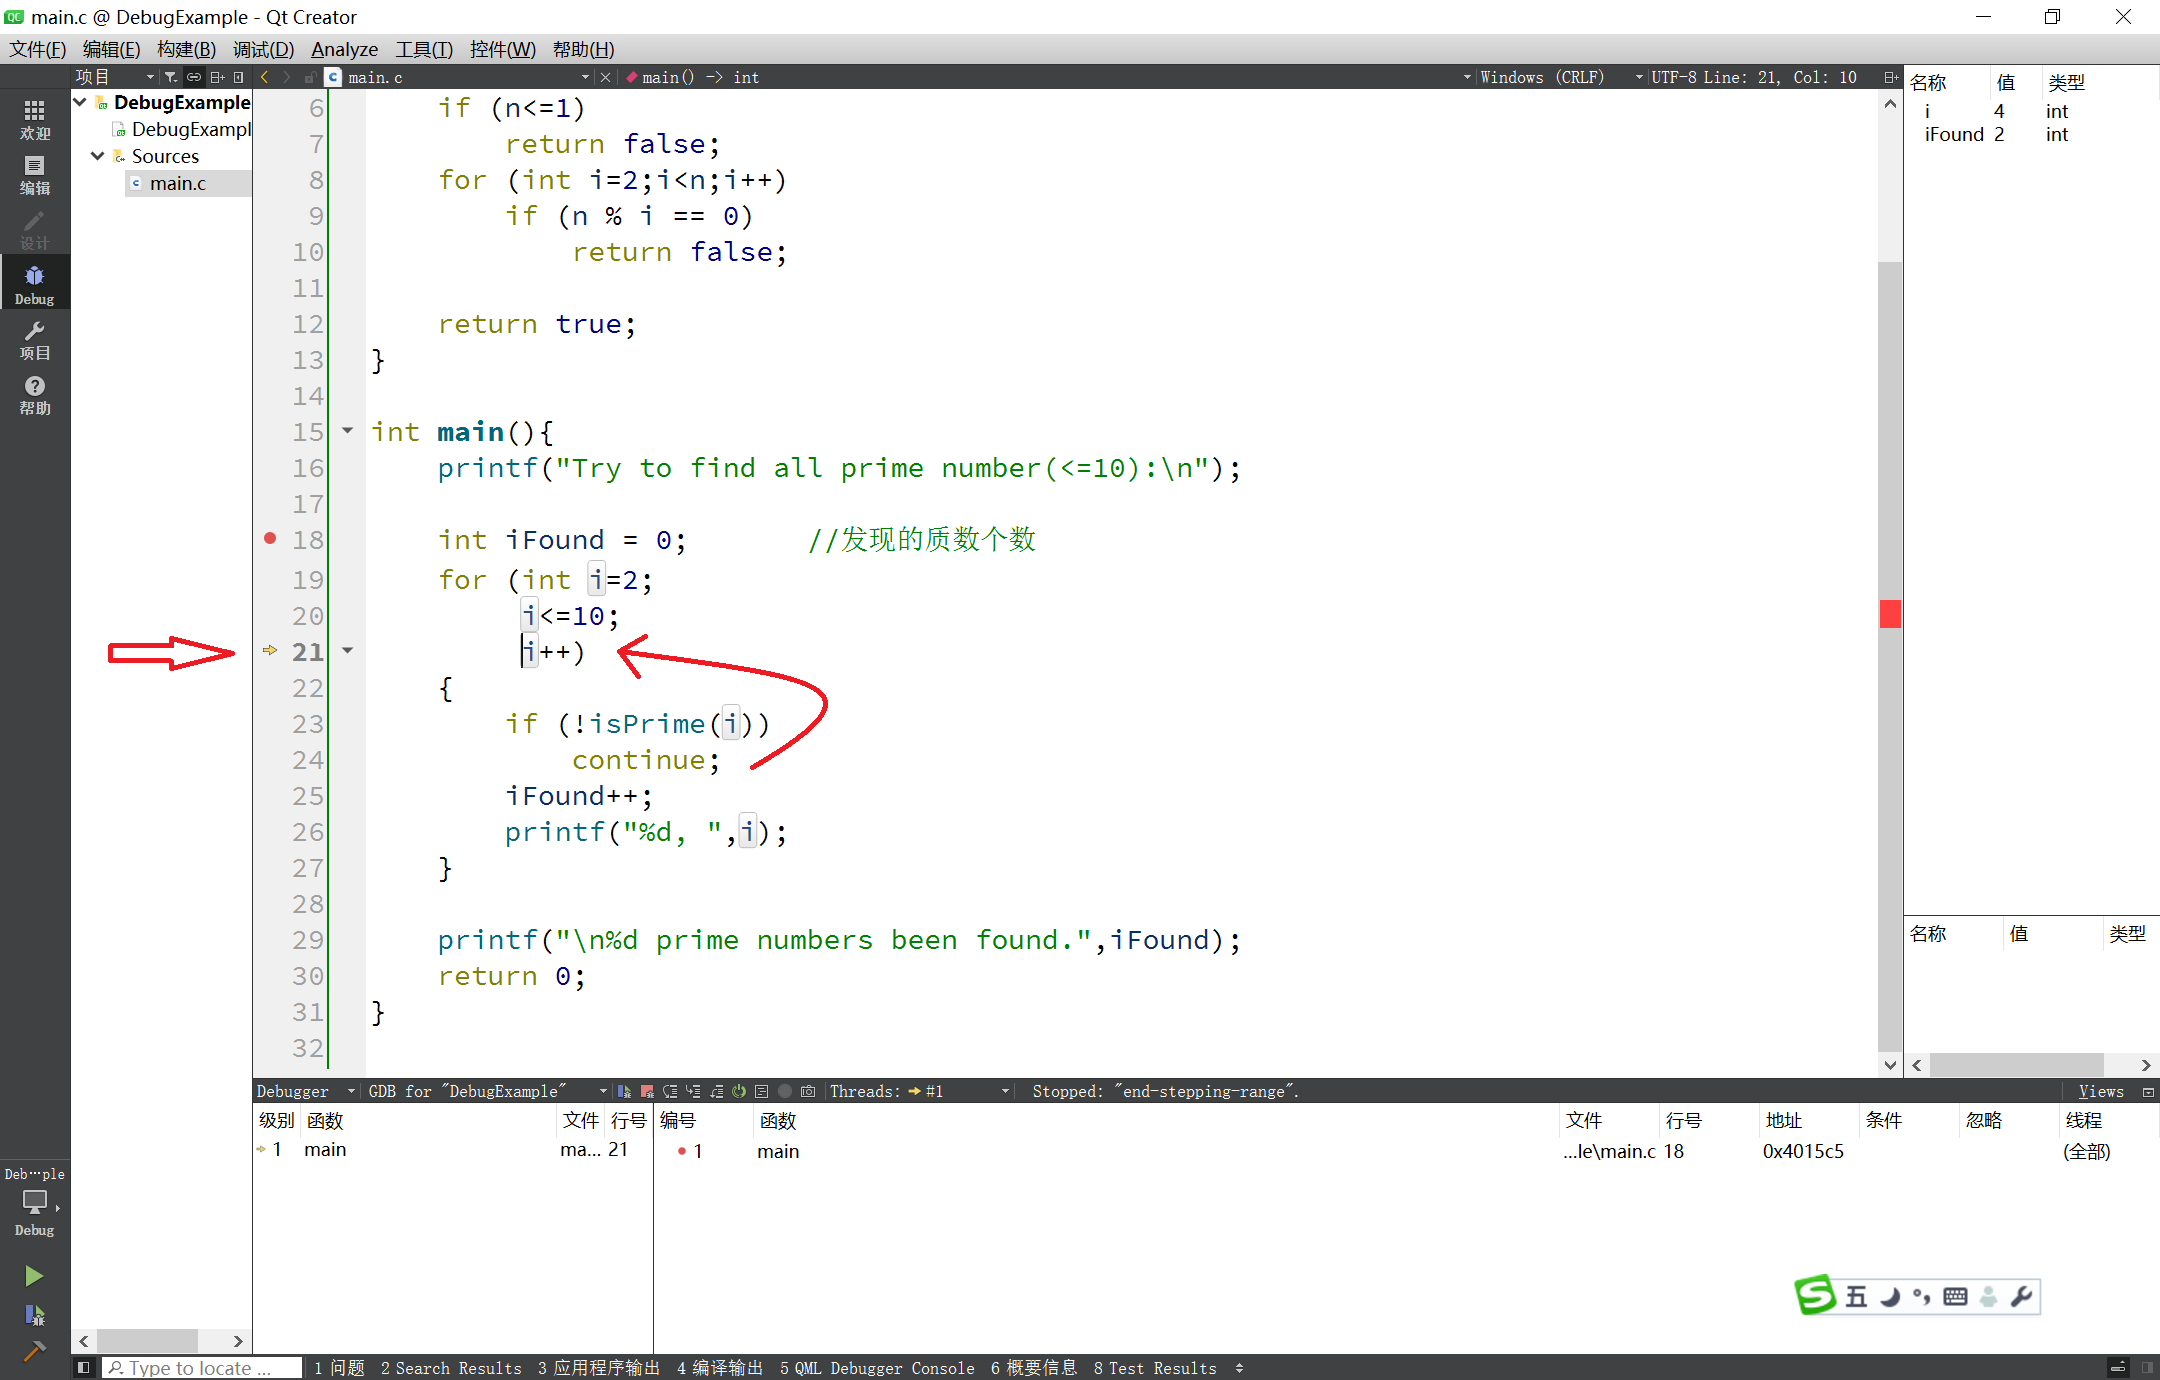 main.c @ DebugExample - Qt Creator
文件(F) 编辑(E) 构建(B) 调试(D) Analyze 工具(T) 控件(W) 帮助(H)
项目 main.c main() -> int Windows (CRLF) UTF-8 Line: 21, Col: 10
欢迎
编辑
设计
Debug
项目
帮助
DebugExample
DebugExampl
Sources
main.c
6 if (n<=1)
7 return false;
8 for (int i=2;i<n;i++)
9 if (n % i == 0)
10 return false;
11
12 return true;
13 }
14
15 int main(){
16 printf("Try to find all prime number(<=10):\n");
17
18 int iFound = 0; //发现的质数个数
19 for (int i=2;
20 i<=10;
21 i++)
22 {
23 if (!isPrime(i))
24 continue;
25 iFound++;
26 printf("%d, ",i);
27 }
28
29 printf("\n%d prime numbers been found.",iFound);
30 return 0;
31 }
32
名称 值 类型
i 4 int
iFound 2 int
名称 值 类型
Debugger GDB for "DebugExample" Threads: #1 Stopped: "end-stepping-range". Views
级别 函数 文件 行号
1 main ma... 21
编号 函数 文件 行号 地址 条件 忽略 线程
1 main ...le\main.c 18 0x4015c5 (全部)
Deb…ple
Debug
五
Type to locate ... 1 问题 2 Search Results 3 应用程序输出 4 编译输出 5 QML Debugger Console 6 概要信息 8 Test Results